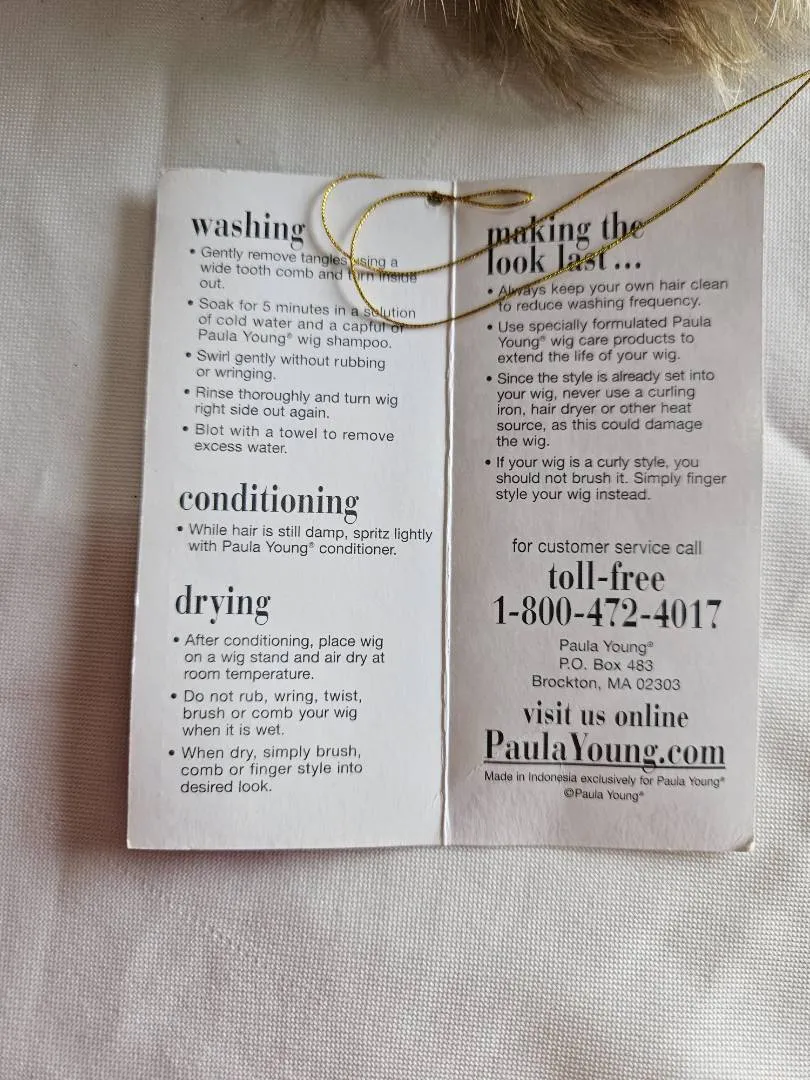 washing
• Gently remove tangles using a
wide tooth comb and turn inside
out.
• Soak for 5 minutes in a solution
of cold water and a capful of
Paula Young® wig shampoo.
• Swirl gently without rubbing
or wringing.
• Rinse thoroughly and turn wig
right side out again.
• Blot with a towel to remove
excess water.
conditioning
• While hair is still damp, spritz lightly
with Paula Young® conditioner.
drying
• After conditioning, place wig
on a wig stand and air dry at
room temperature.
• Do not rub, wring, twist,
brush or comb your wig
when it is wet.
• When dry, simply brush,
comb or finger style into
desired look.
making the
look last ...
• Always keep your own hair clean
to reduce washing frequency.
• Use specially formulated Paula
Young® wig care products to
extend the life of your wig.
• Since the style is already set into
your wig, never use a curling
iron, hair dryer or other heat
source, as this could damage
the wig.
• If your wig is a curly style, you
should not brush it. Simply finger
style your wig instead.
for customer service call
toll-free
1-800-472-4017
Paula Young®
P.O. Box 483
Brockton, MA 02303
visit us online
PaulaYoung.com
Made in Indonesia exclusively for Paula Young®
©Paula Young®